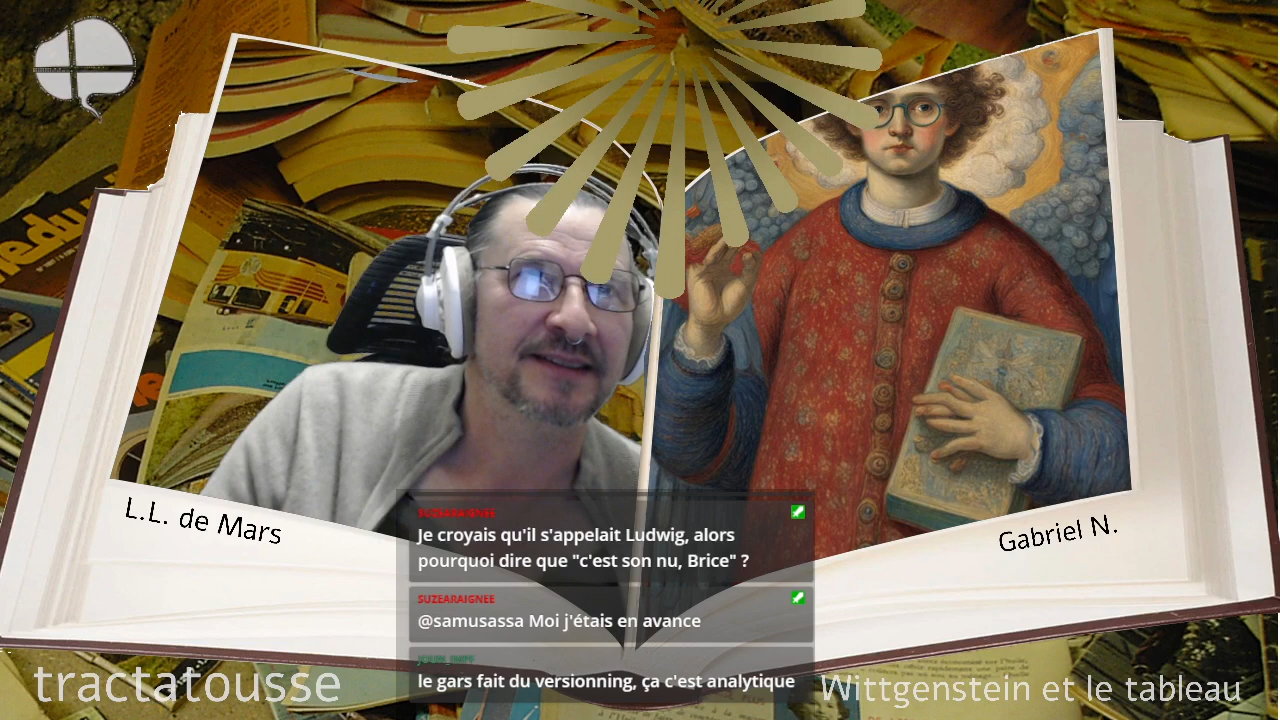 L.L. de Mars
Gabriel N.
SUZEARAIGNEE
Je croyais qu'il s'appelait Ludwig, alors
pourquoi dire que "c'est son nu, Brice" ?
SUZEARAIGNEE
@samusassa Moi j'étais en avance
le gars fait du versionning, ça c'est analytique
tractatousse
Wittgenstein et le tableau